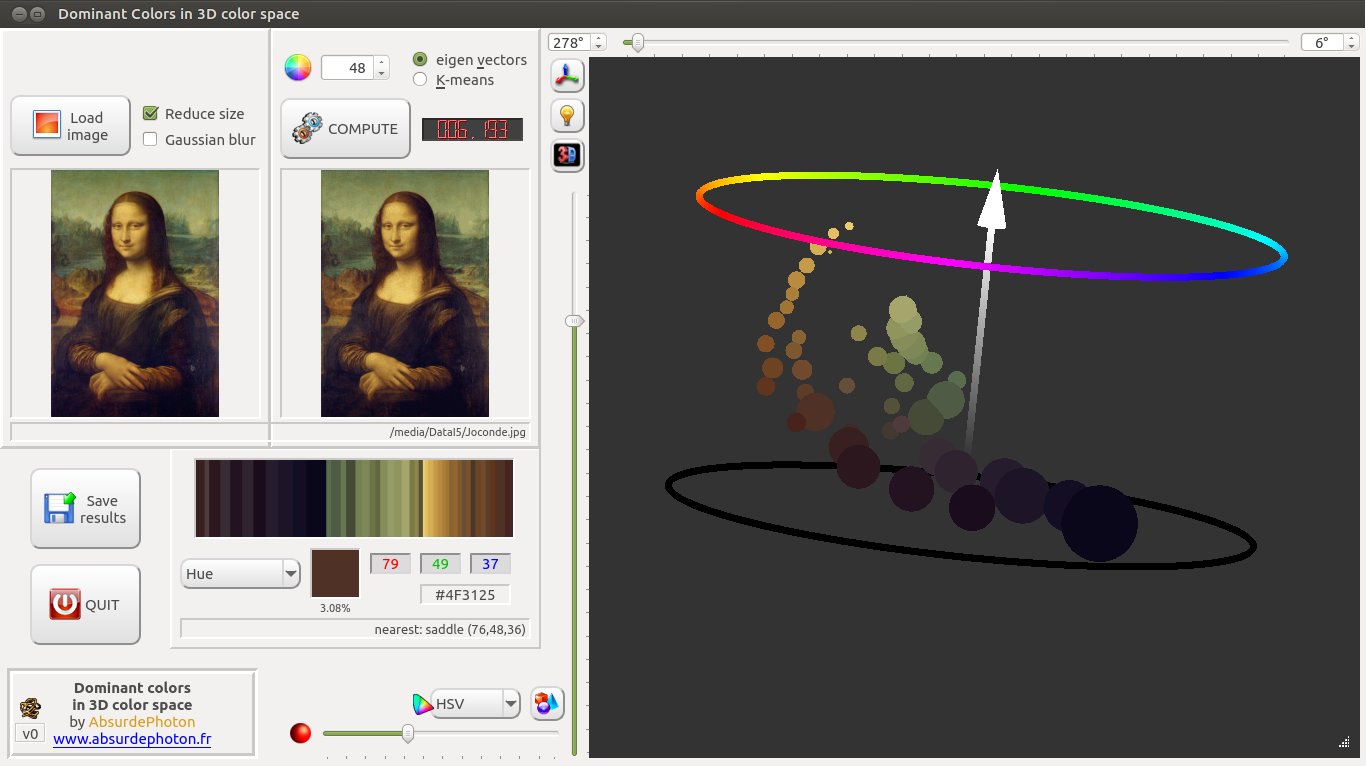 Dominant Colors in 3D color space
278°
6°
48
eigen vectors
K-means
Load
image
Reduce size
Gaussian blur
COMPUTE
006.193
3D
/media/DataI5/Joconde.jpg
Save
results
QUIT
Hue
79
49
37
#4F3125
3.08%
nearest: saddle (76,48,36)
Dominant colors
in 3D color space
by AbsurdePhoton
v0
www.absurdephoton.fr
HSV